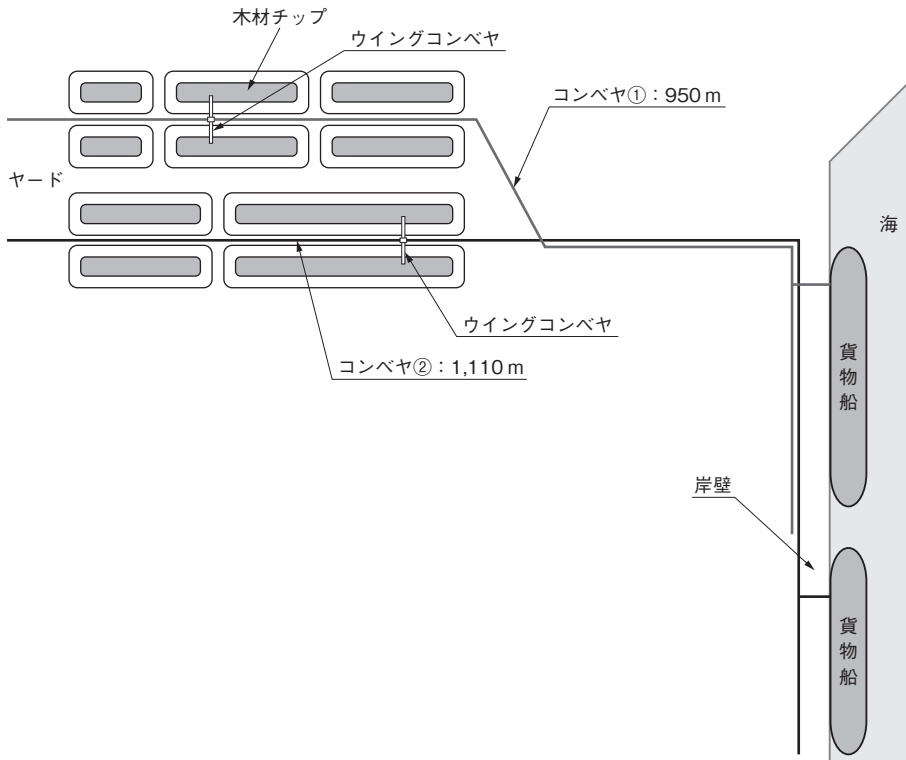 木材チップ
ウイングコンベヤ
コンベヤ①：950 m
ヤード
海
ウイングコンベヤ
コンベヤ②：1,110 m
貨物船
岸壁
貨物船